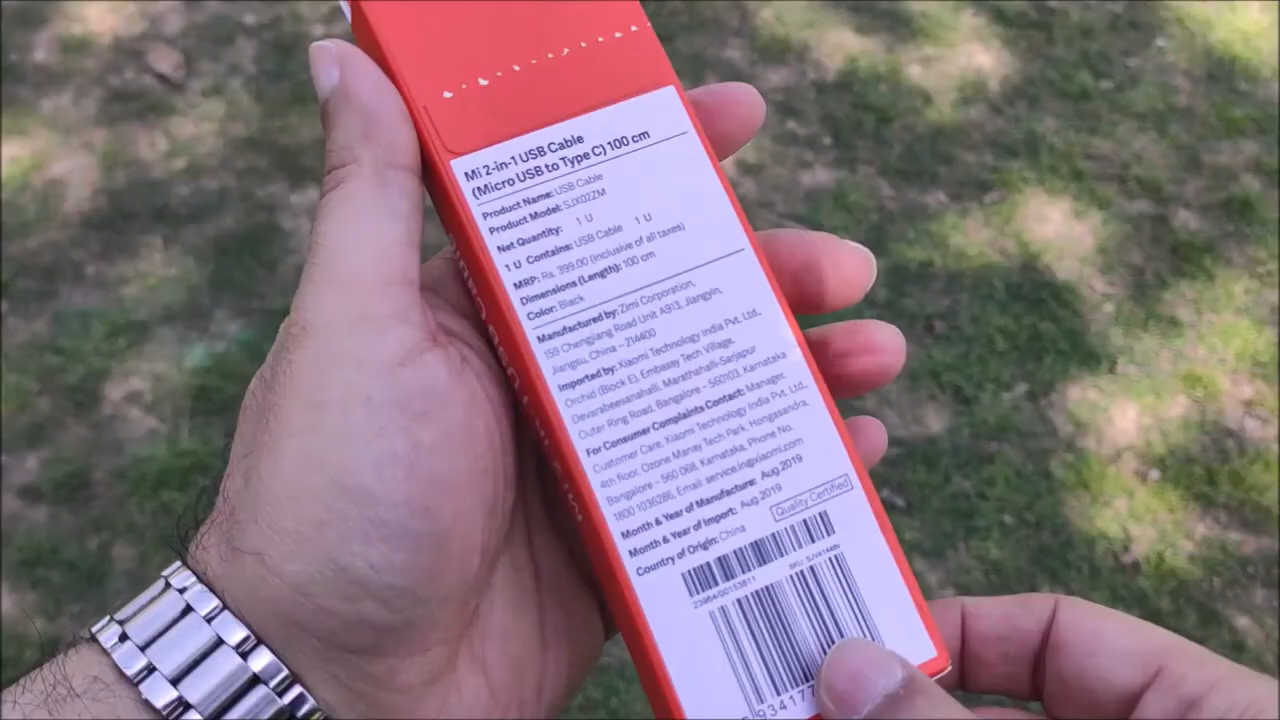 Mi 2-in-1 USB Cable
(Micro USB to Type C) 100 cm
Product Name: USB Cable
Product Model: SJX02ZM
Net Quantity: 1 U
1 U Contains: USB Cable 1 U
MRP: Rs. 399.00 (inclusive of all taxes)
Dimensions (Length): 100 cm
Color: Black
Manufactured by: Zimi Corporation,
159 Chengjiang Road Unit A913, Jiangyin,
Jiangsu, China – 214400
Imported by: Xiaomi Technology India Pvt. Ltd.,
Orchid (Block E), Embassy Tech Village,
Devarabeesanahalli, Marathahalli-Sarjapur
Outer Ring Road, Bangalore – 560103, Karnataka
For Consumer Complaints Contact: Manager,
Customer Care, Xiaomi Technology India Pvt. Ltd.,
4th floor, Ozone Manay Tech Park, Hongasandra,
Bangalore – 560 068, Karnataka, Phone No.
1800 1036286, Email: service.in@xiaomi.com
Month & Year of Manufacture: Aug.2019
Month & Year of Import: Aug.2019
Country of Origin: China
Quality Certified
23964/00153811
SKU: SJV4144IN
934177